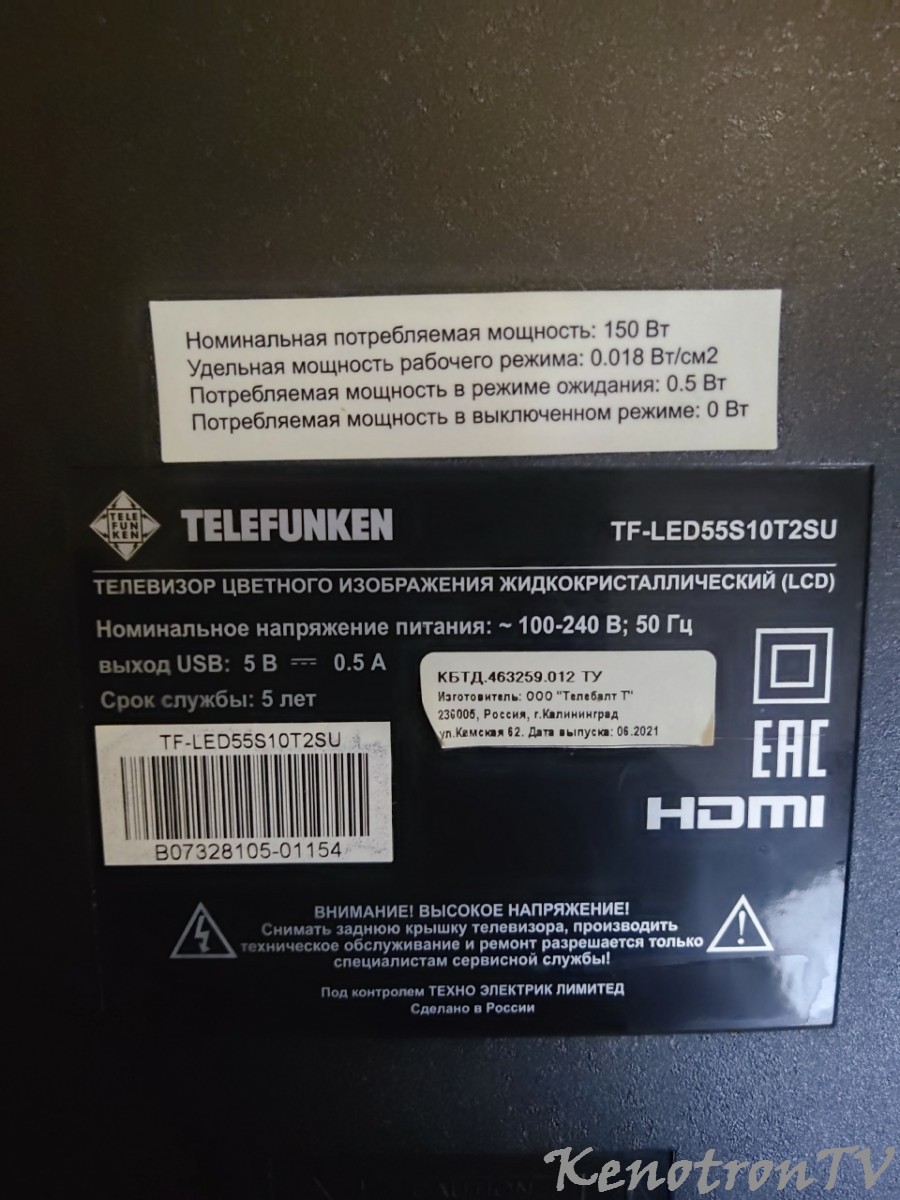 Номинальная потребляемая мощность: 150 Вт
Удельная мощность рабочего режима: 0.018 Вт/см2
Потребляемая мощность в режиме ожидания: 0.5 Вт
Потребляемая мощность в выключенном режиме: 0 Вт
TELE
FUN
KEN
TELEFUNKEN
TF-LED55S10T2SU
ТЕЛЕВИЗОР ЦВЕТНОГО ИЗОБРАЖЕНИЯ ЖИДКОКРИСТАЛЛИЧЕСКИЙ (LCD)
Номинальное напряжение питания: ~ 100-240 В; 50 Гц
выход USB: 5 В ⎓ 0.5 А
Срок службы: 5 лет
КБТД.463259.012 ТУ
Изготовитель: ООО "Телебалт Т"
236005, Россия, г.Калининград
ул.Камская 62. Дата выпуска: 06.2021
TF-LED55S10T2SU
B07328105-01154
EAC
HDMI
ВНИМАНИЕ! ВЫСОКОЕ НАПРЯЖЕНИЕ!
Снимать заднюю крышку телевизора, производить
техническое обслуживание и ремонт разрешается только
специалистам сервисной службы!
Под контролем ТЕХНО ЭЛЕКТРИК ЛИМИТЕД
Сделано в России
KenotronTV